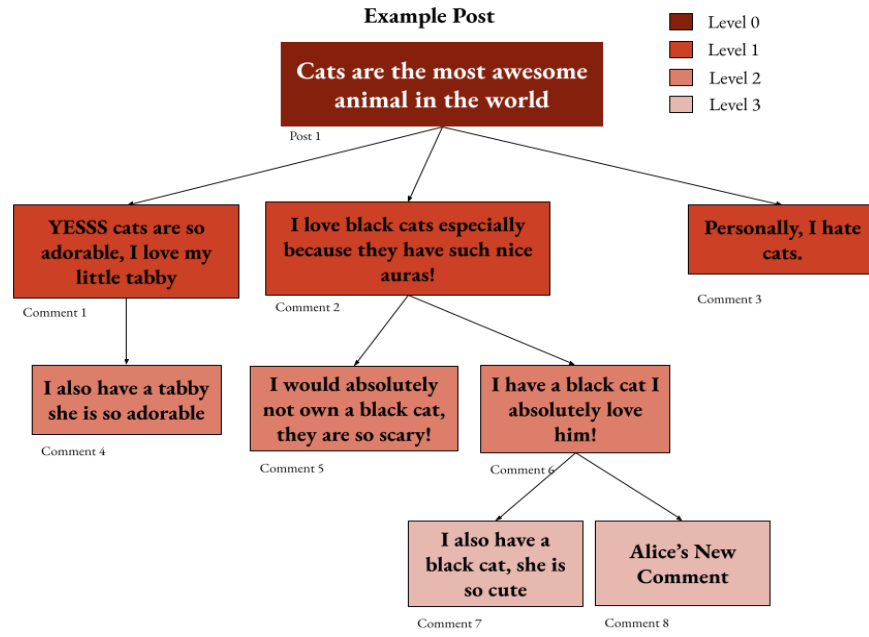 Example Post
Level 0
Level 1
Level 2
Level 3
Cats are the most awesome
animal in the world
Post 1
YESSS cats are so
adorable, I love my
little tabby
Comment 1
I love black cats especially
because they have such nice
auras!
Comment 2
Personally, I hate
cats.
Comment 3
I also have a tabby
she is so adorable
Comment 4
I would absolutely
not own a black cat,
they are so scary!
Comment 5
I have a black cat I
absolutely love
him!
Comment 6
I also have a
black cat, she is
so cute
Comment 7
Alice's New
Comment
Comment 8